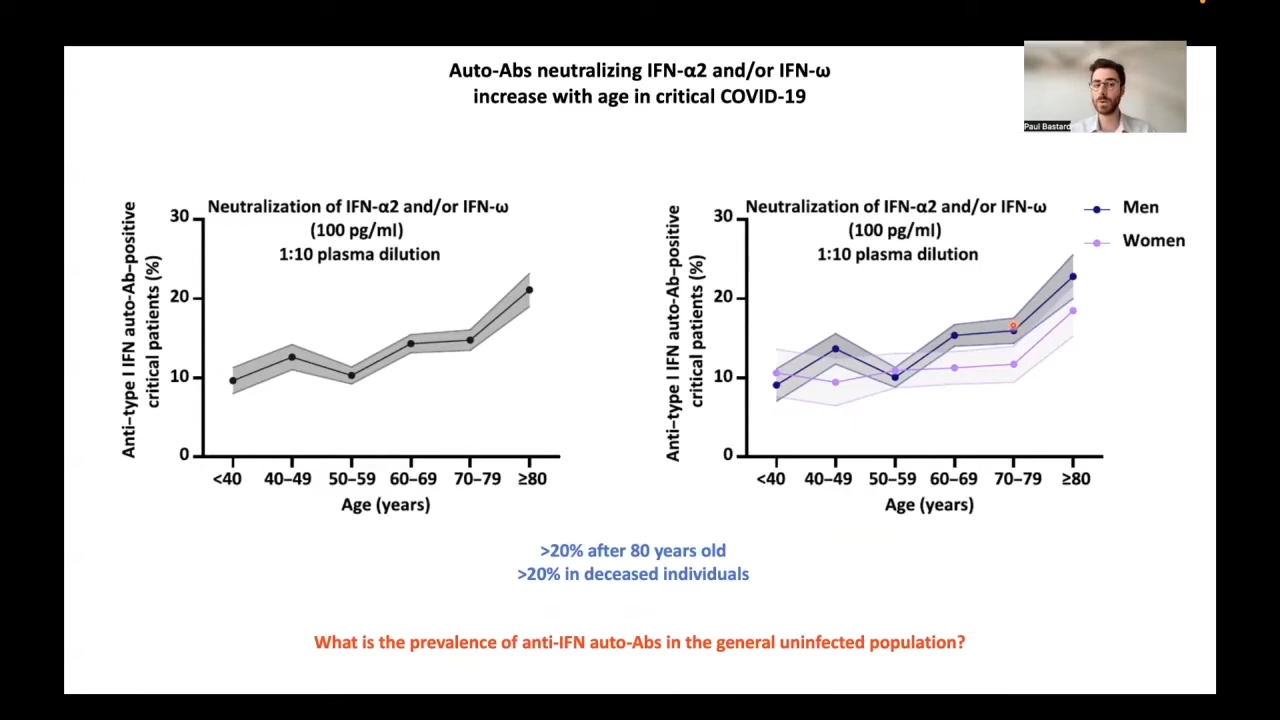 Auto-Abs neutralizing IFN-α2 and/or IFN-ω
increase with age in critical COVID-19
Paul Bastard
Neutralization of IFN-α2 and/or IFN-ω
(100 pg/ml)
1:10 plasma dilution
Anti–type I IFN auto-Ab–positive
critical patients (%)
30
20
10
0
<40
40–49
50–59
60–69
70–79
≥80
Age (years)
Neutralization of IFN-α2 and/or IFN-ω
(100 pg/ml)
1:10 plasma dilution
Men
Women
Anti–type I IFN auto-Ab–positive
critical patients (%)
30
20
10
0
<40
40–49
50–59
60–69
70–79
≥80
Age (years)
>20% after 80 years old
>20% in deceased individuals
What is the prevalence of anti-IFN auto-Abs in the general uninfected population?